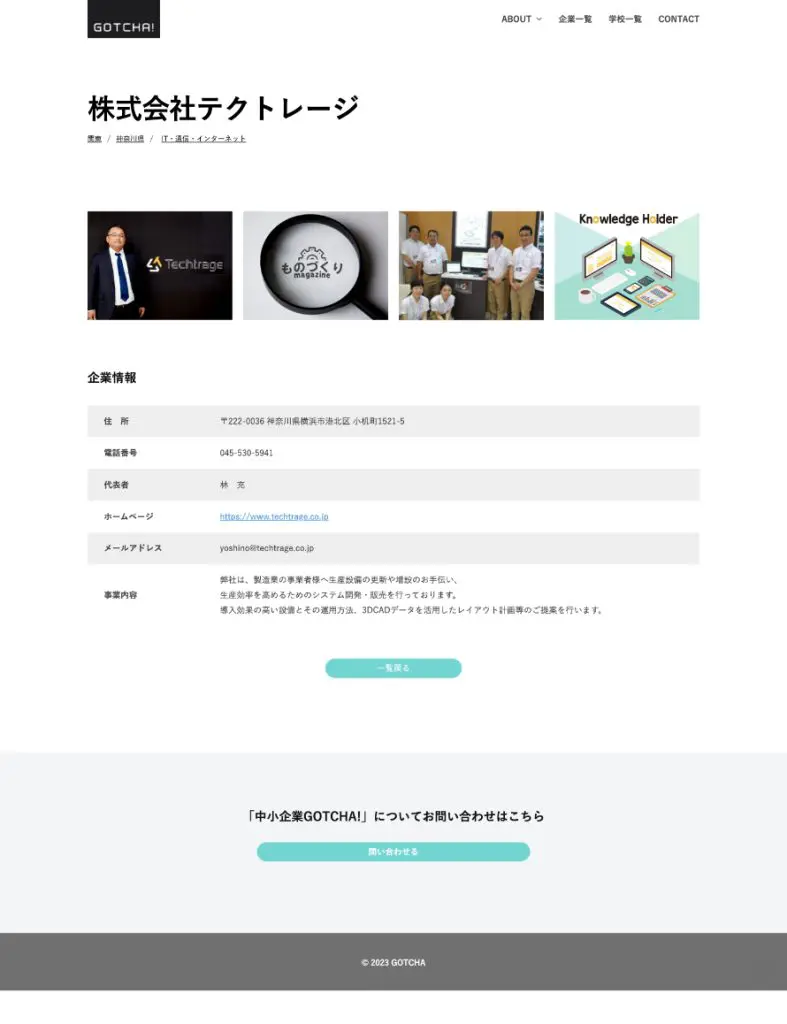 GOTCHA!
ABOUT 企業一覧 学校一覧 CONTACT
株式会社テクトレージ
関東 / 神奈川県 / IT・通信・インターネット
Techtrage
ものづくり
magazine
Knowledge Holder
企業情報
住　所 〒222-0036 神奈川県横浜市港北区 小机町1521-5
電話番号 045-530-5941
代表者 林　充
ホームページ https://www.techtrage.co.jp
メールアドレス yoshino@techtrage.co.jp
弊社は、製造業の事業者様へ生産設備の更新や増設のお手伝い、
事業内容 生産効率を高めるためのシステム開発・販売を行っております。
導入効果の高い設備とその運用方法、3DCADデータを活用したレイアウト計画等のご提案を行います。
一覧戻る
「中小企業GOTCHA!」についてお問い合わせはこちら
問い合わせる
© 2023 GOTCHA